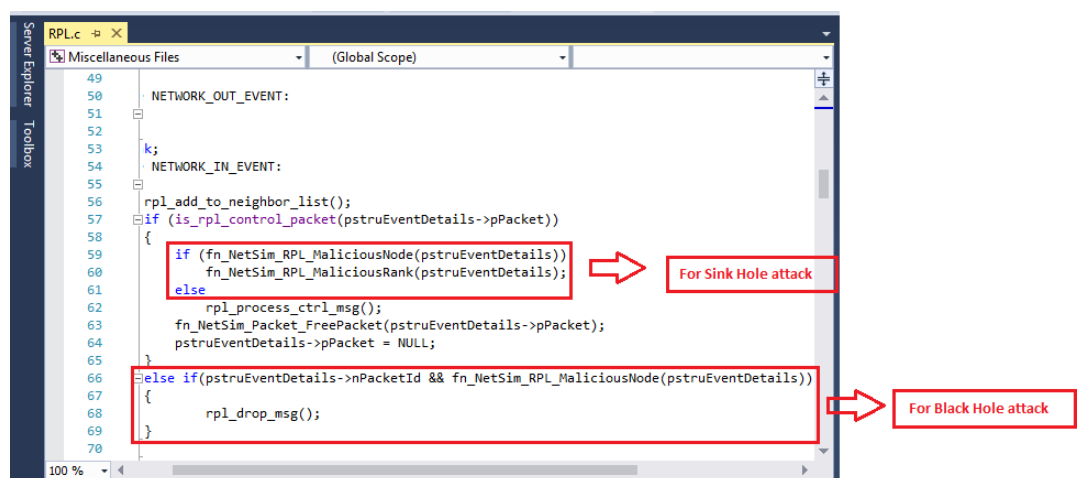 Server Explorer
Toolbox
RPL.c
Miscellaneous Files (Global Scope)
49
50 NETWORK_OUT_EVENT:
51
52
53 k;
54 NETWORK_IN_EVENT:
55
56 rpl_add_to_neighbor_list();
57 if (is_rpl_control_packet(pstruEventDetails->pPacket))
58 {
59 if (fn_NetSim_RPL_MaliciousNode(pstruEventDetails))
60 fn_NetSim_RPL_MaliciousRank(pstruEventDetails);
61 else
62 rpl_process_ctrl_msg();
63 fn_NetSim_Packet_FreePacket(pstruEventDetails->pPacket);
64 pstruEventDetails->pPacket = NULL;
65 }
66 else if(pstruEventDetails->nPacketId && fn_NetSim_RPL_MaliciousNode(pstruEventDetails))
67 {
68 rpl_drop_msg();
69 }
70
100 %
For Sink Hole attack
For Black Hole attack